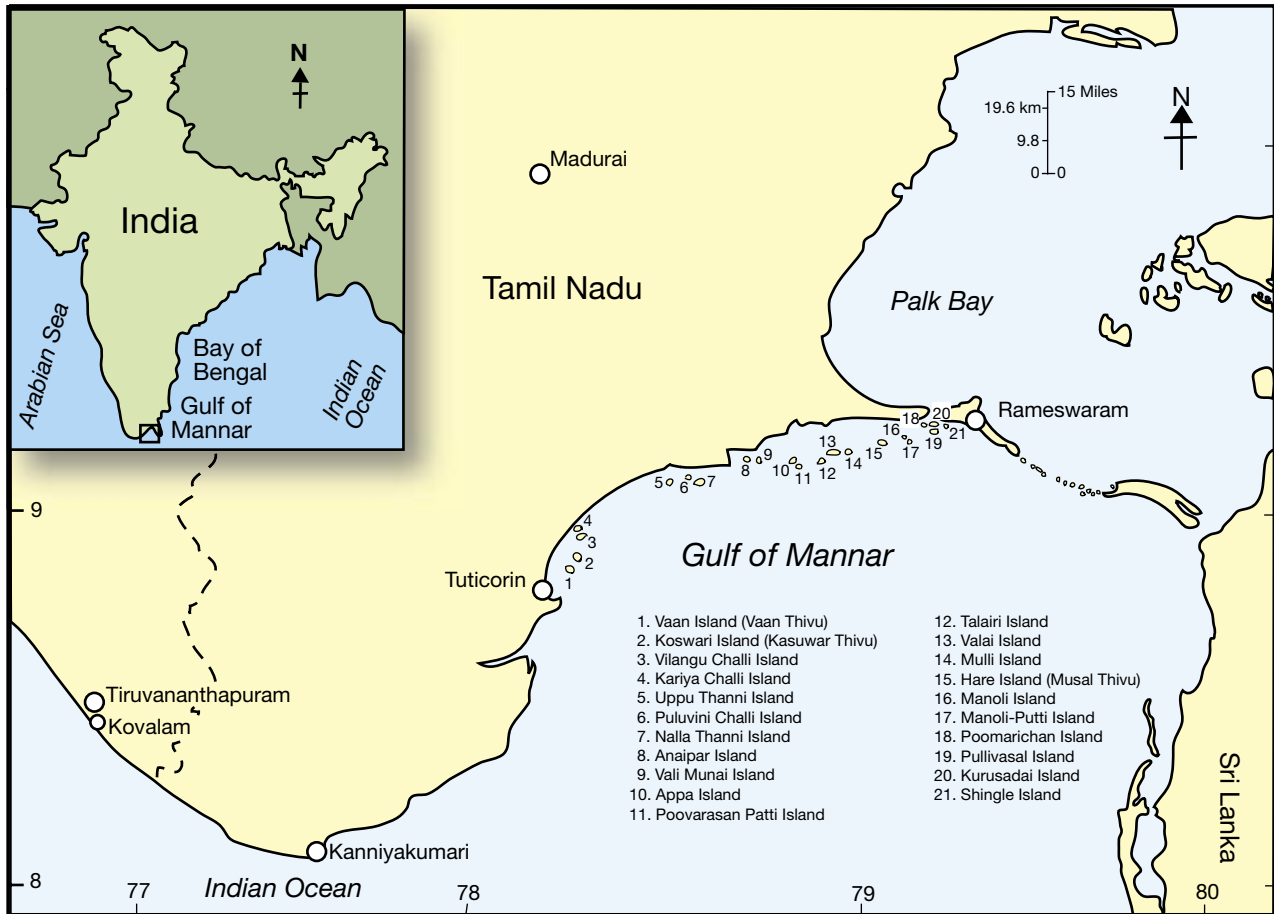 N
India
Arabian Sea
Bay of
Bengal
Gulf of
Mannar
Indian
Ocean
Madurai
Tamil Nadu
15 Miles
19.6 km
9.8
0
0
N
Palk Bay
Rameswaram
18
20
16
17
19
21
13
15
14
12
8
9
10
11
5
6
7
4
3
2
1
9
Gulf of Mannar
Tuticorin
Tiruvananthapuram
Kovalam
Kanniyakumari
1. Vaan Island (Vaan Thivu)
2. Koswari Island (Kasuwar Thivu)
3. Vilangu Challi Island
4. Kariya Challi Island
5. Uppu Thanni Island
6. Puluvini Challi Island
7. Nalla Thanni Island
8. Anaipar Island
9. Vali Munai Island
10. Appa Island
11. Poovarasan Patti Island
12. Talairi Island
13. Valai Island
14. Mulli Island
15. Hare Island (Musal Thivu)
16. Manoli Island
17. Manoli-Putti Island
18. Poomarichan Island
19. Pullivasal Island
20. Kurusadai Island
21. Shingle Island
Sri Lanka
8
77
Indian Ocean
78
79
80